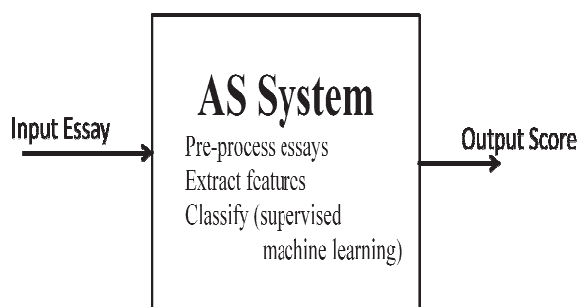 AS System
Input Essay
Pre-process essays
Output Score
Extract features
Classify (supervised
machine learning)